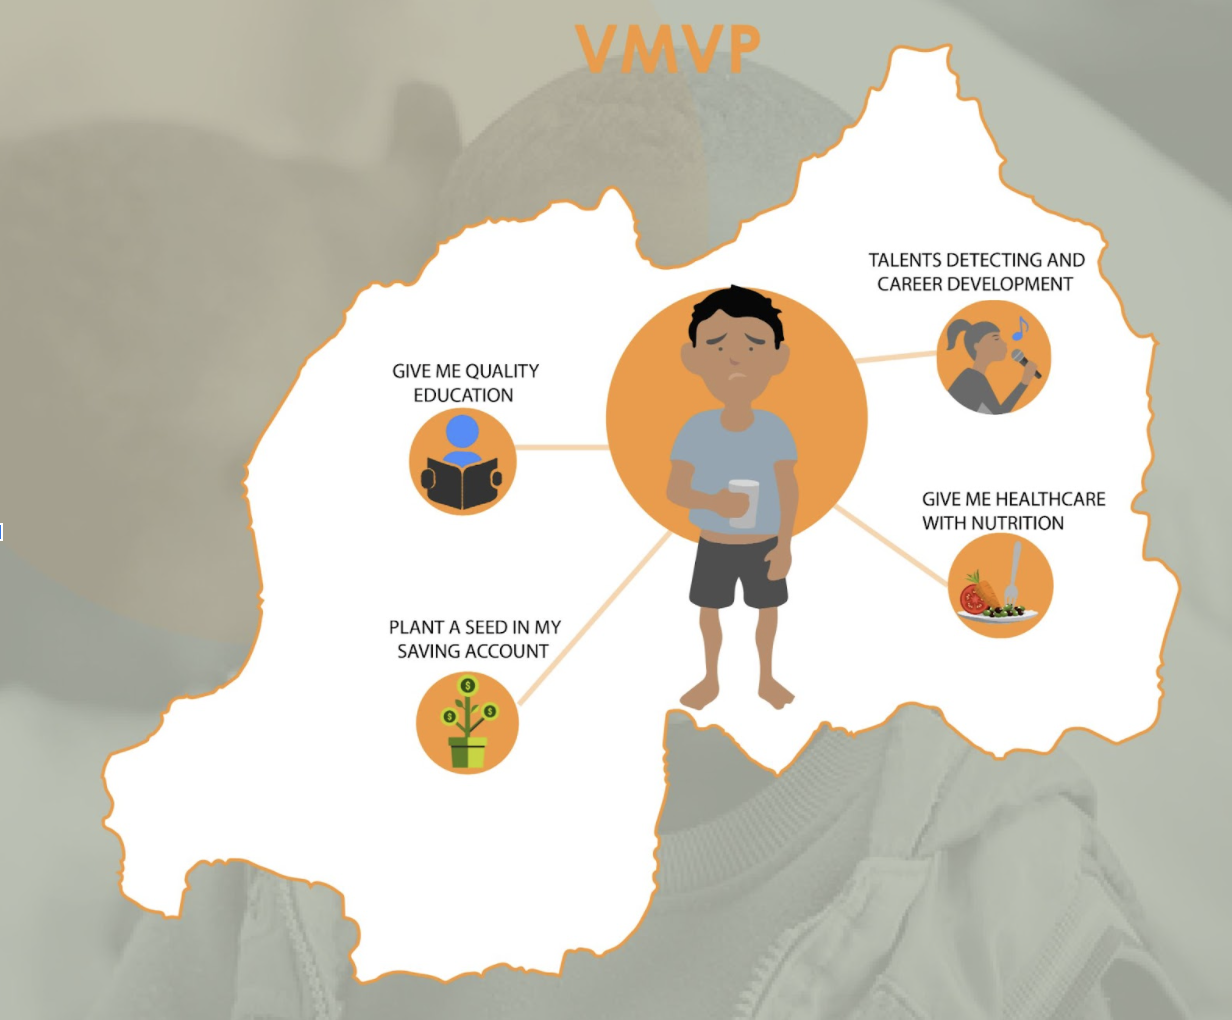 VMVP
TALENTS DETECTING AND
CAREER DEVELOPMENT
GIVE ME QUALITY
EDUCATION
GIVE ME HEALTHCARE
WITH NUTRITION
PLANT A SEED IN MY
SAVING ACCOUNT
$
$
$